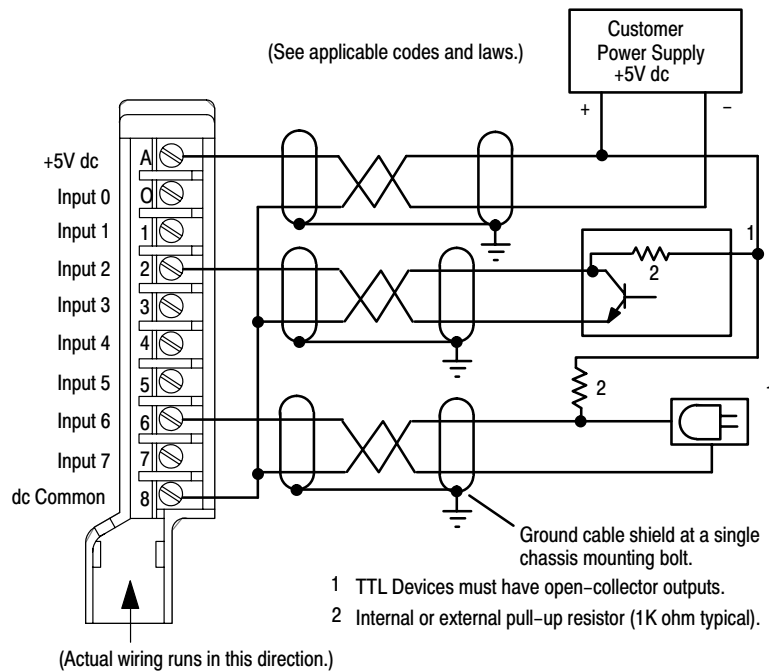 (See applicable codes and laws.)
Customer
Power Supply
+5V dc
+
−
+5V dc
A
Input 0
O
Input 1
1
Input 2
2
Input 3
3
Input 4
4
Input 5
5
Input 6
6
Input 7
7
dc Common
8
1
2
2
Ground cable shield at a single
chassis mounting bolt.
1 TTL Devices must have open−collector outputs.
2 Internal or external pull−up resistor (1K ohm typical).
(Actual wiring runs in this direction.)